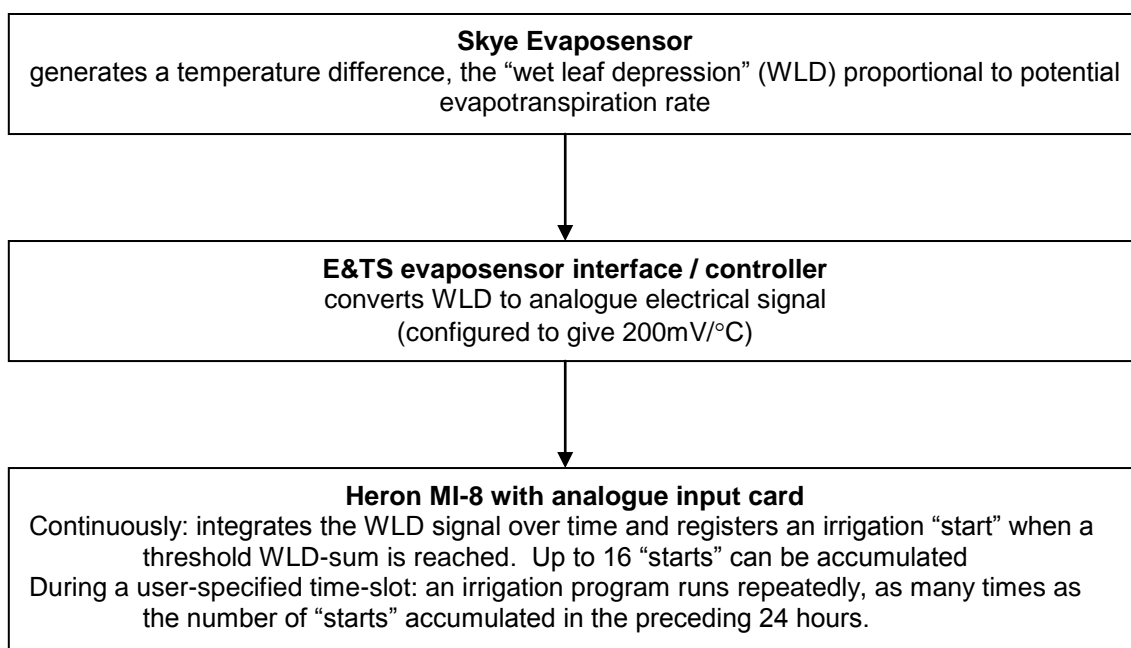 Skye Evaposensor
generates a temperature difference, the “wet leaf depression” (WLD) proportional to potential
evapotranspiration rate
E&TS evaposensor interface / controller
converts WLD to analogue electrical signal
(configured to give 200mV/°C)
Heron MI-8 with analogue input card
Continuously: integrates the WLD signal over time and registers an irrigation “start” when a
threshold WLD-sum is reached.  Up to 16 “starts” can be accumulated
During a user-specified time-slot: an irrigation program runs repeatedly, as many times as
the number of “starts” accumulated in the preceding 24 hours.